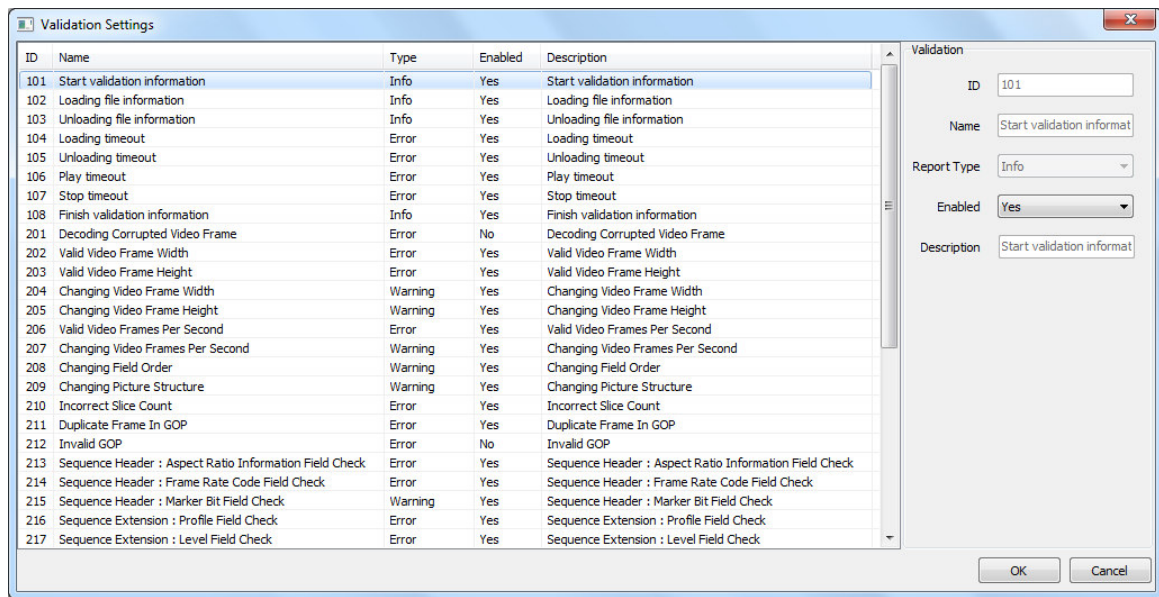 Validation Settings
ID Name Type Enabled Description
101 Start validation information Info Yes Start validation information
102 Loading file information Info Yes Loading file information
103 Unloading file information Info Yes Unloading file information
104 Loading timeout Error Yes Loading timeout
105 Unloading timeout Error Yes Unloading timeout
106 Play timeout Error Yes Play timeout
107 Stop timeout Error Yes Stop timeout
108 Finish validation information Info Yes Finish validation information
201 Decoding Corrupted Video Frame Error No Decoding Corrupted Video Frame
202 Valid Video Frame Width Error Yes Valid Video Frame Width
203 Valid Video Frame Height Error Yes Valid Video Frame Height
204 Changing Video Frame Width Warning Yes Changing Video Frame Width
205 Changing Video Frame Height Warning Yes Changing Video Frame Height
206 Valid Video Frames Per Second Error Yes Valid Video Frames Per Second
207 Changing Video Frames Per Second Warning Yes Changing Video Frames Per Second
208 Changing Field Order Warning Yes Changing Field Order
209 Changing Picture Structure Warning Yes Changing Picture Structure
210 Incorrect Slice Count Error Yes Incorrect Slice Count
211 Duplicate Frame In GOP Error Yes Duplicate Frame In GOP
212 Invalid GOP Error No Invalid GOP
213 Sequence Header : Aspect Ratio Information Field Check Error Yes Sequence Header : Aspect Ratio Information Field Check
214 Sequence Header : Frame Rate Code Field Check Error Yes Sequence Header : Frame Rate Code Field Check
215 Sequence Header : Marker Bit Field Check Warning Yes Sequence Header : Marker Bit Field Check
216 Sequence Extension : Profile Field Check Error Yes Sequence Extension : Profile Field Check
217 Sequence Extension : Level Field Check Error Yes Sequence Extension : Level Field Check
Validation
ID 101
Name Start validation informat
Report Type Info
Enabled Yes
Description Start validation informat
OK Cancel